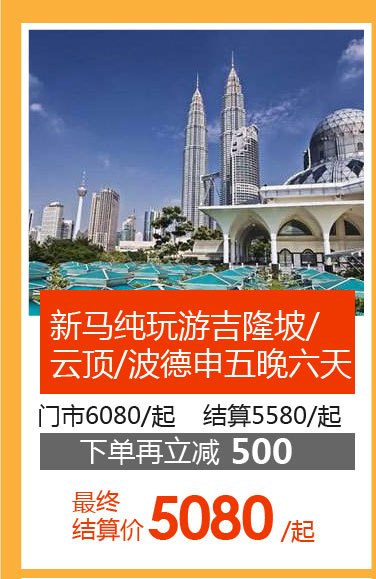 新马纯玩游吉隆坡/
云顶/波德申五晚六天
门市6080/起 结算5580/起
下单再立减 500
最终
结算价 5080 /起